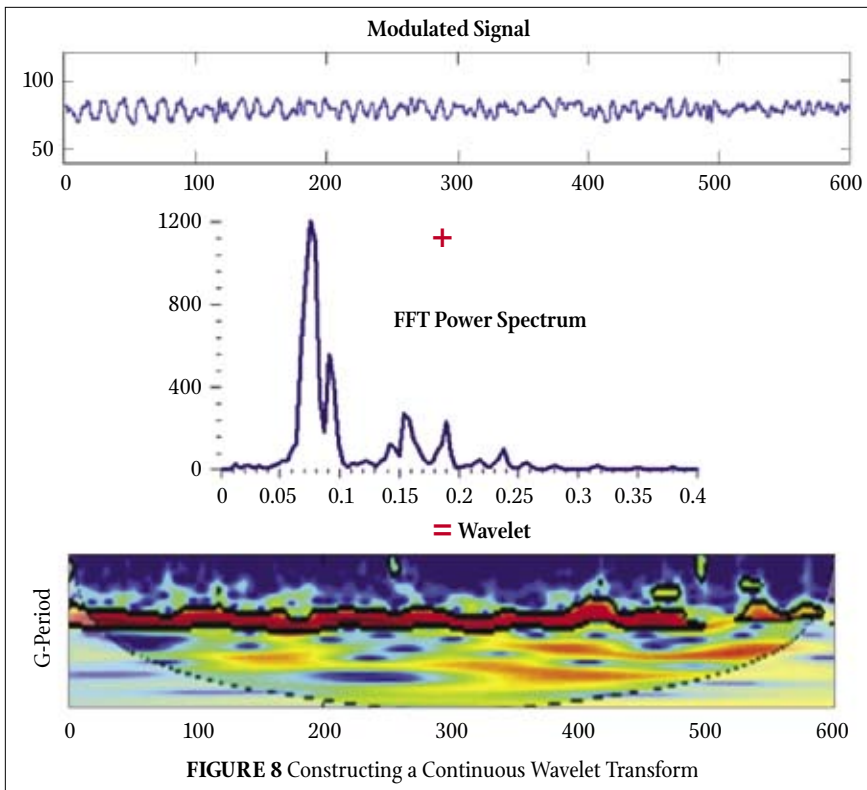 Modulated Signal
100
50
0 100 200 300 400 500 600
1200
+
800
FFT Power Spectrum
400
0
0 0.05 0.1 0.15 0.2 0.25 0.3 0.35 0.4
= Wavelet
G-Period
0 100 200 300 400 500 600
FIGURE 8 Constructing a Continuous Wavelet Transform